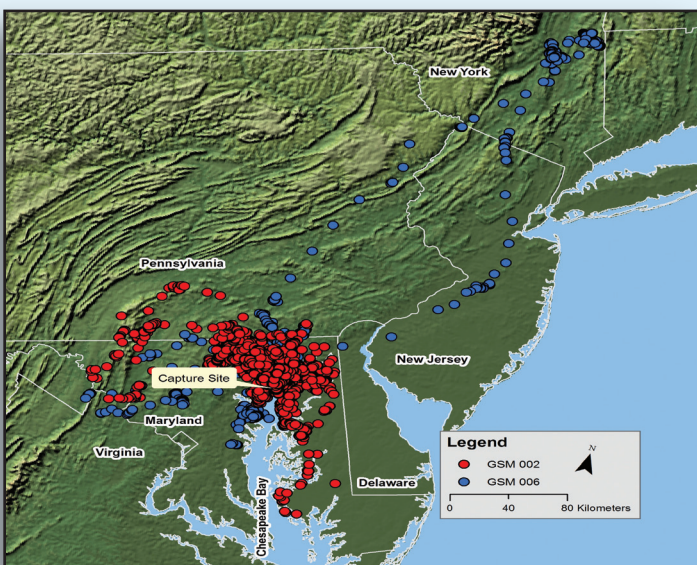 New York
Pennsylvania
New Jersey
Capture Site
Maryland
Virginia
Delaware
Chesapeake Bay
Legend
GSM 002
GSM 006
N
0 40 80 Kilometers